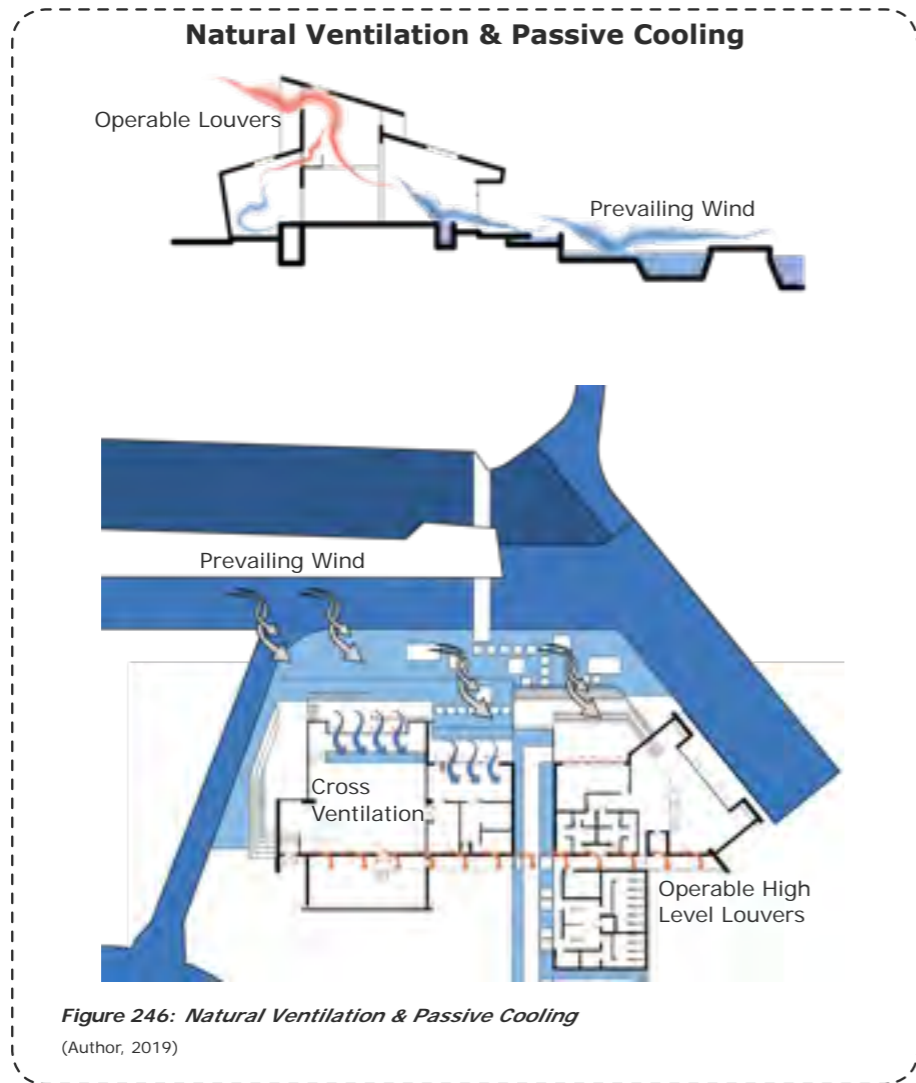 Natural Ventilation & Passive Cooling
Operable Louvers
Prevailing Wind
Prevailing Wind
Cross
Ventilation
Operable High
Level Louvers
Figure 246: Natural Ventilation & Passive Cooling
(Author, 2019)